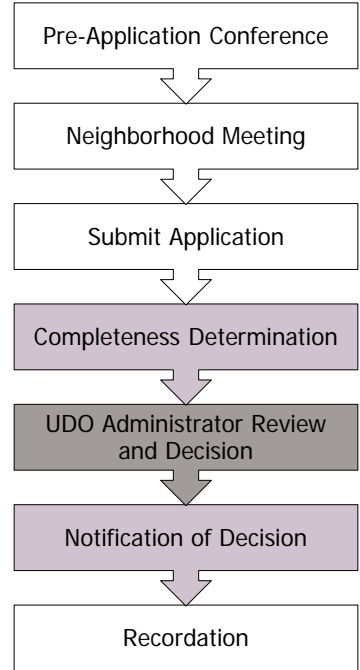 Pre-Application Conference
Neighborhood Meeting
Submit Application
Completeness Determination
UDO Administrator Review
and Decision
Notification of Decision
Recordation